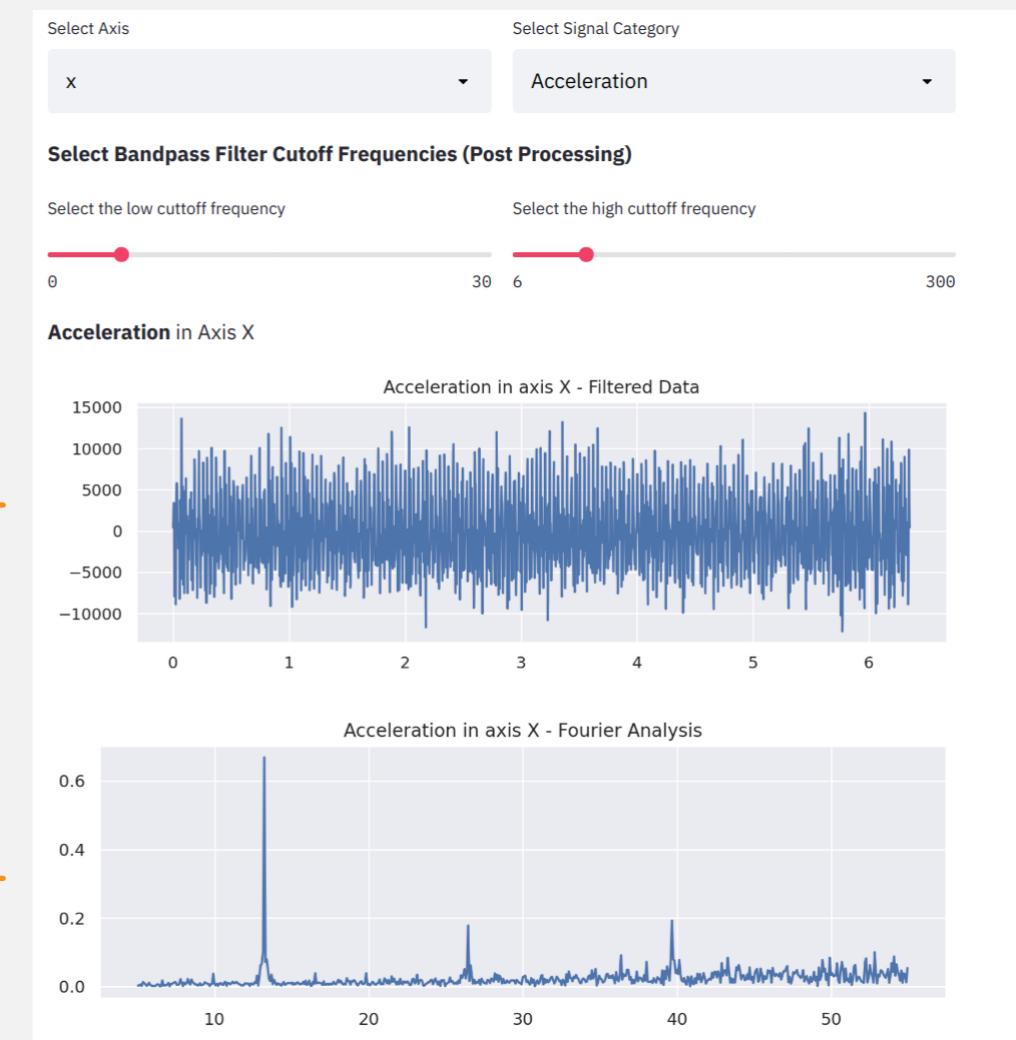 Select Axis
Select Signal Category
x
Acceleration
Select Bandpass Filter Cutoff Frequencies (Post Processing)
Select the low cuttoff frequency
Select the high cuttoff frequency
0 30
6 300
Acceleration in Axis X
Acceleration in axis X - Filtered Data
15000
10000
5000
0
−5000
−10000
0 1 2 3 4 5 6
Acceleration in axis X - Fourier Analysis
0.6
0.4
0.2
0.0
10 20 30 40 50